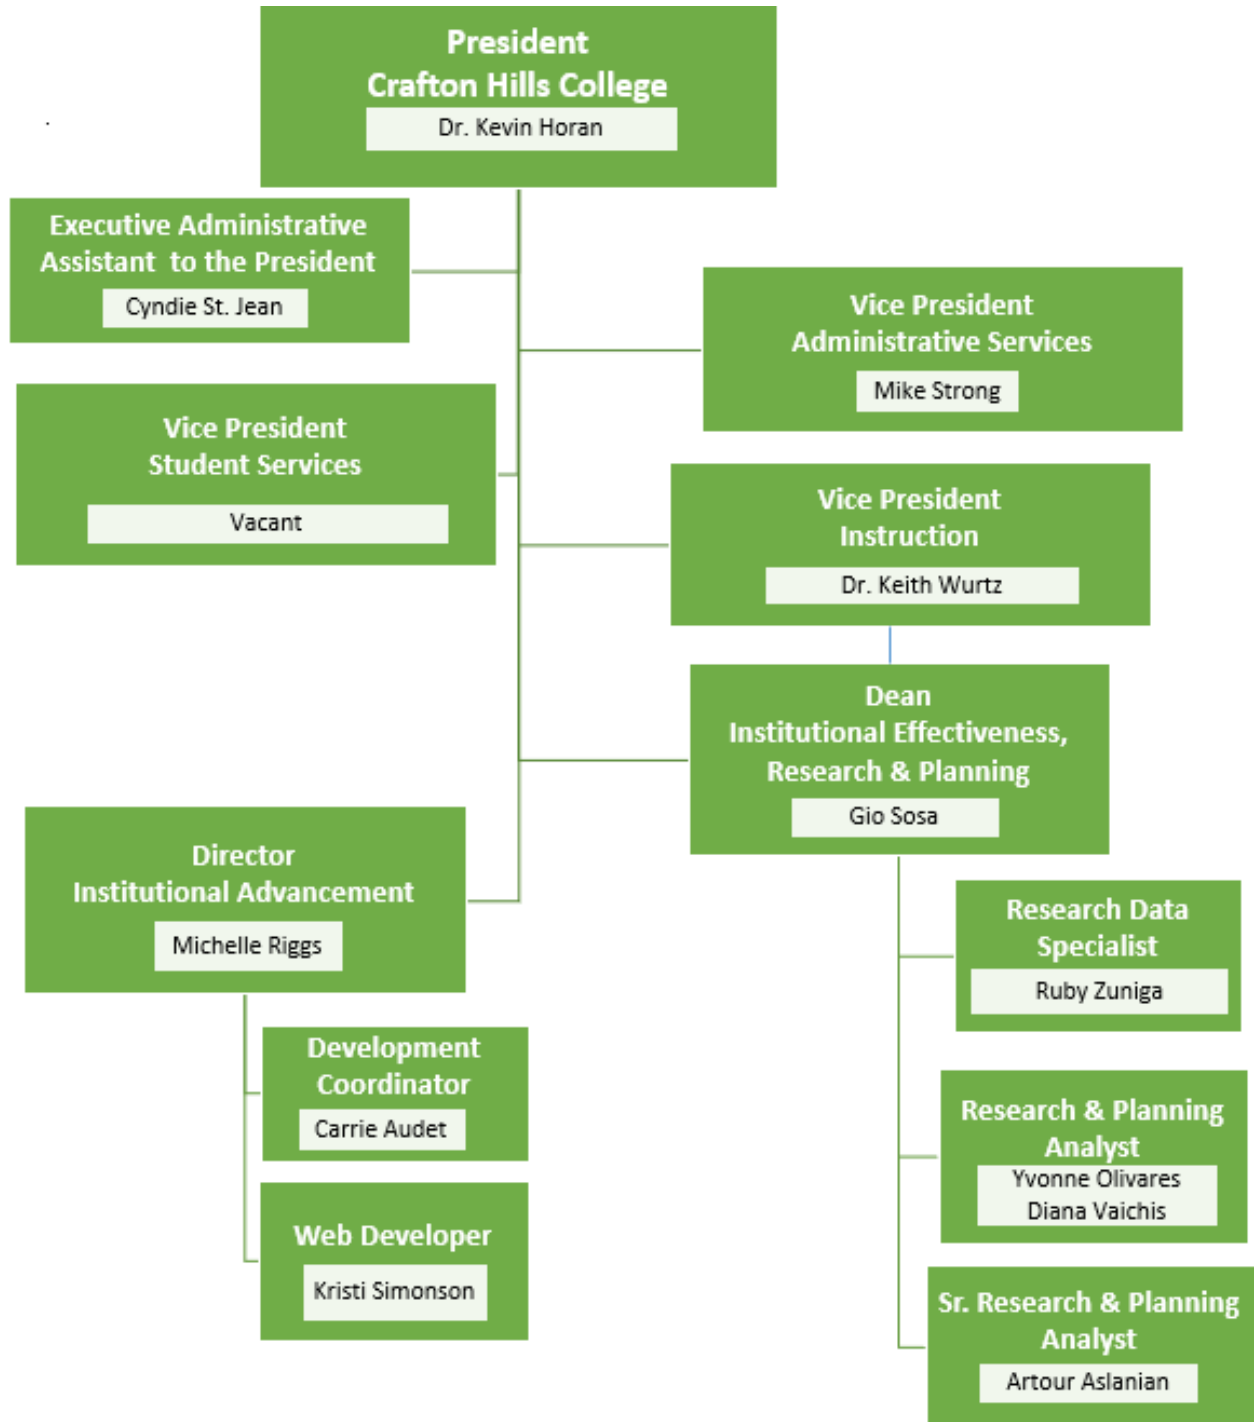 President
Crafton Hills College
Dr. Kevin Horan
.
Executive Administrative
Assistant to the President
Cyndie St. Jean
Vice President
Administrative Services
Mike Strong
Vice President
Student Services
Vacant
Vice President
Instruction
Dr. Keith Wurtz
Dean
Institutional Effectiveness,
Research & Planning
Gio Sosa
Director
Institutional Advancement
Michelle Riggs
Research Data
Specialist
Ruby Zuniga
Development
Coordinator
Carrie Audet
Research & Planning
Analyst
Yvonne Olivares
Diana Vaichis
Web Developer
Kristi Simonson
Sr. Research & Planning
Analyst
Artour Aslanian